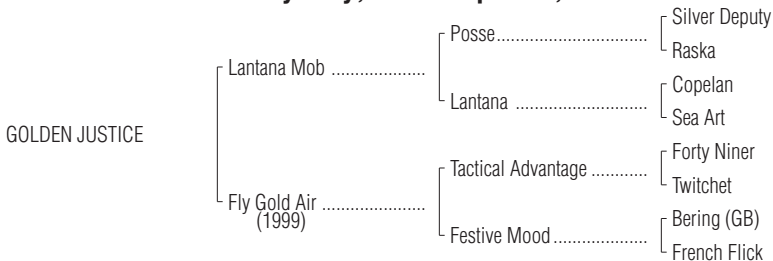 Posse
Silver Deputy
Raska
Lantana Mob
Lantana
Copelan
Sea Art
GOLDEN JUSTICE
Fly Gold Air
(1999)
Tactical Advantage
Forty Niner
Twitchet
Festive Mood
Bering (GB)
French Flick